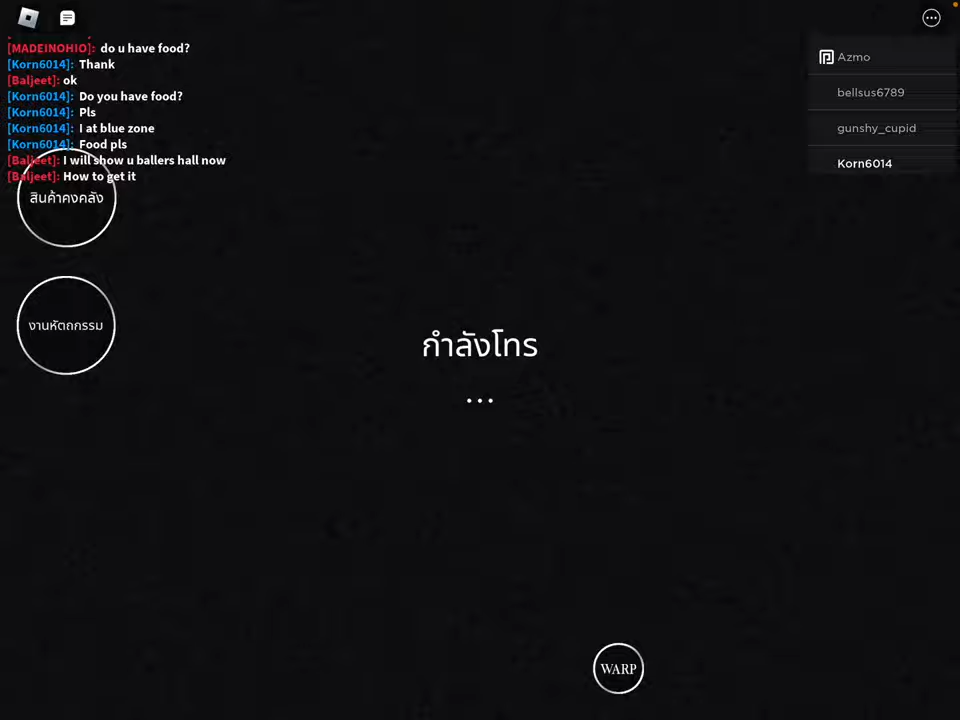 [MADEINOHIO]: do u have food?
[Korn6014]: Thank
[Baljeet]: ok
[Korn6014]: Do you have food?
[Korn6014]: Pls
[Korn6014]: I at blue zone
[Korn6014]: Food pls
[Baljeet]: I will show u ballers hall now
[Baljeet]: How to get it
Azmo
bellsus6789
gunshy_cupid
Korn6014
สินค้าคงคลัง
งานหัตถกรรม
กำลังโทร
...
WARP